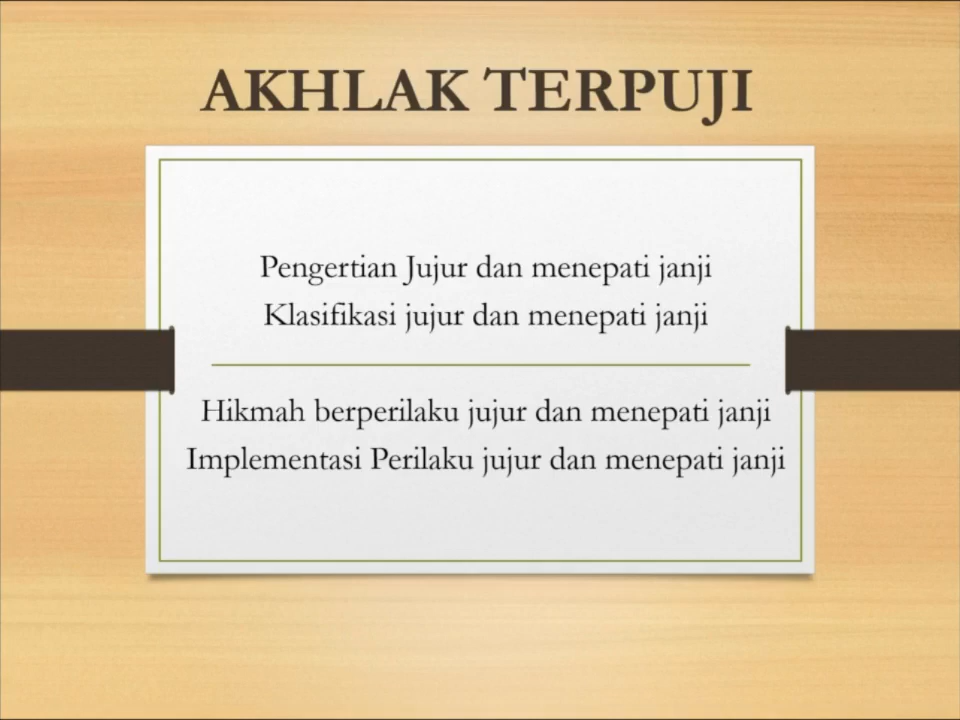 AKHLAK TERPUJI
Pengertian Jujur dan menepati janji
Klasifikasi jujur dan menepati janji
Hikmah berperilaku jujur dan menepati janji
Implementasi Perilaku jujur dan menepati janji